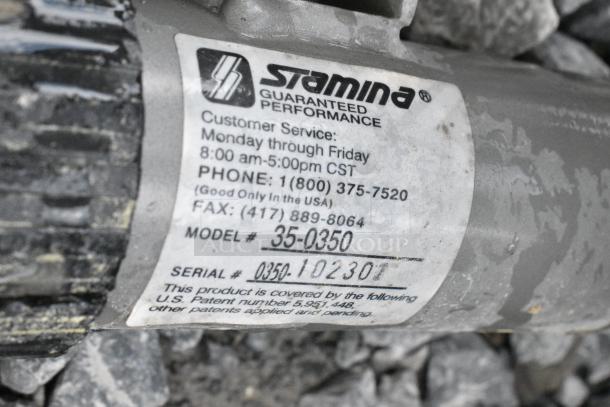 Stamina®
GUARANTEED
PERFORMANCE
Customer Service:
Monday through Friday
8:00 am-5:00pm CST
PHONE: 1(800) 375-7520
(Good Only In the USA)
FAX: (417) 889-8064
MODEL # 35-0350
SERIAL # 0350-102301
This product is covered by the following
U.S. Patent number 5,951,448,
other patents applied and pending.